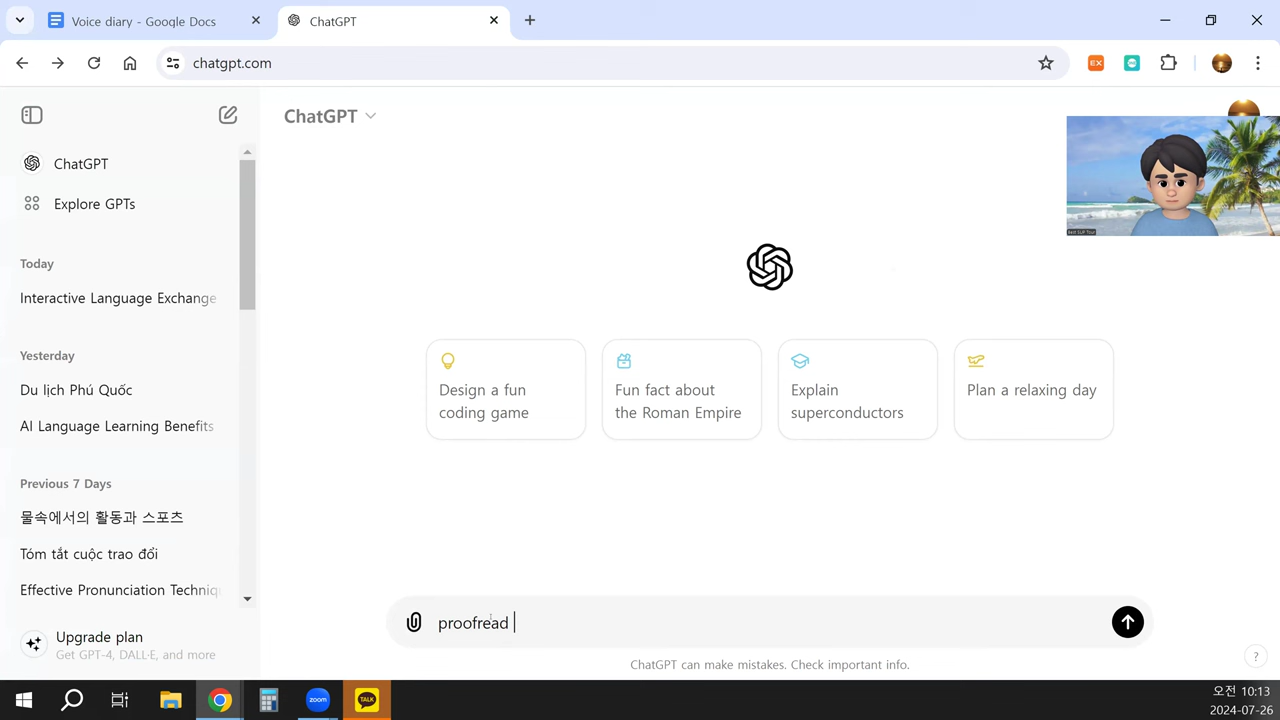 Voice diary - Google Docs
ChatGPT
chatgpt.com
EX
ChatGPT
ChatGPT
Explore GPTs
Today
Interactive Language Exchange
Yesterday
Du lịch Phú Quốc
AI Language Learning Benefits
Previous 7 Days
물속에서의 활동과 스포츠
Tóm tắt cuộc trao đổi
Effective Pronunciation Techniq
Upgrade plan
Get GPT-4, DALL·E, and more
Design a fun
coding game
Fun fact about
the Roman Empire
Explain
superconductors
Plan a relaxing day
proofread
ChatGPT can make mistakes. Check important info.
?
zoom
TALK
오전 10:13
2024-07-26